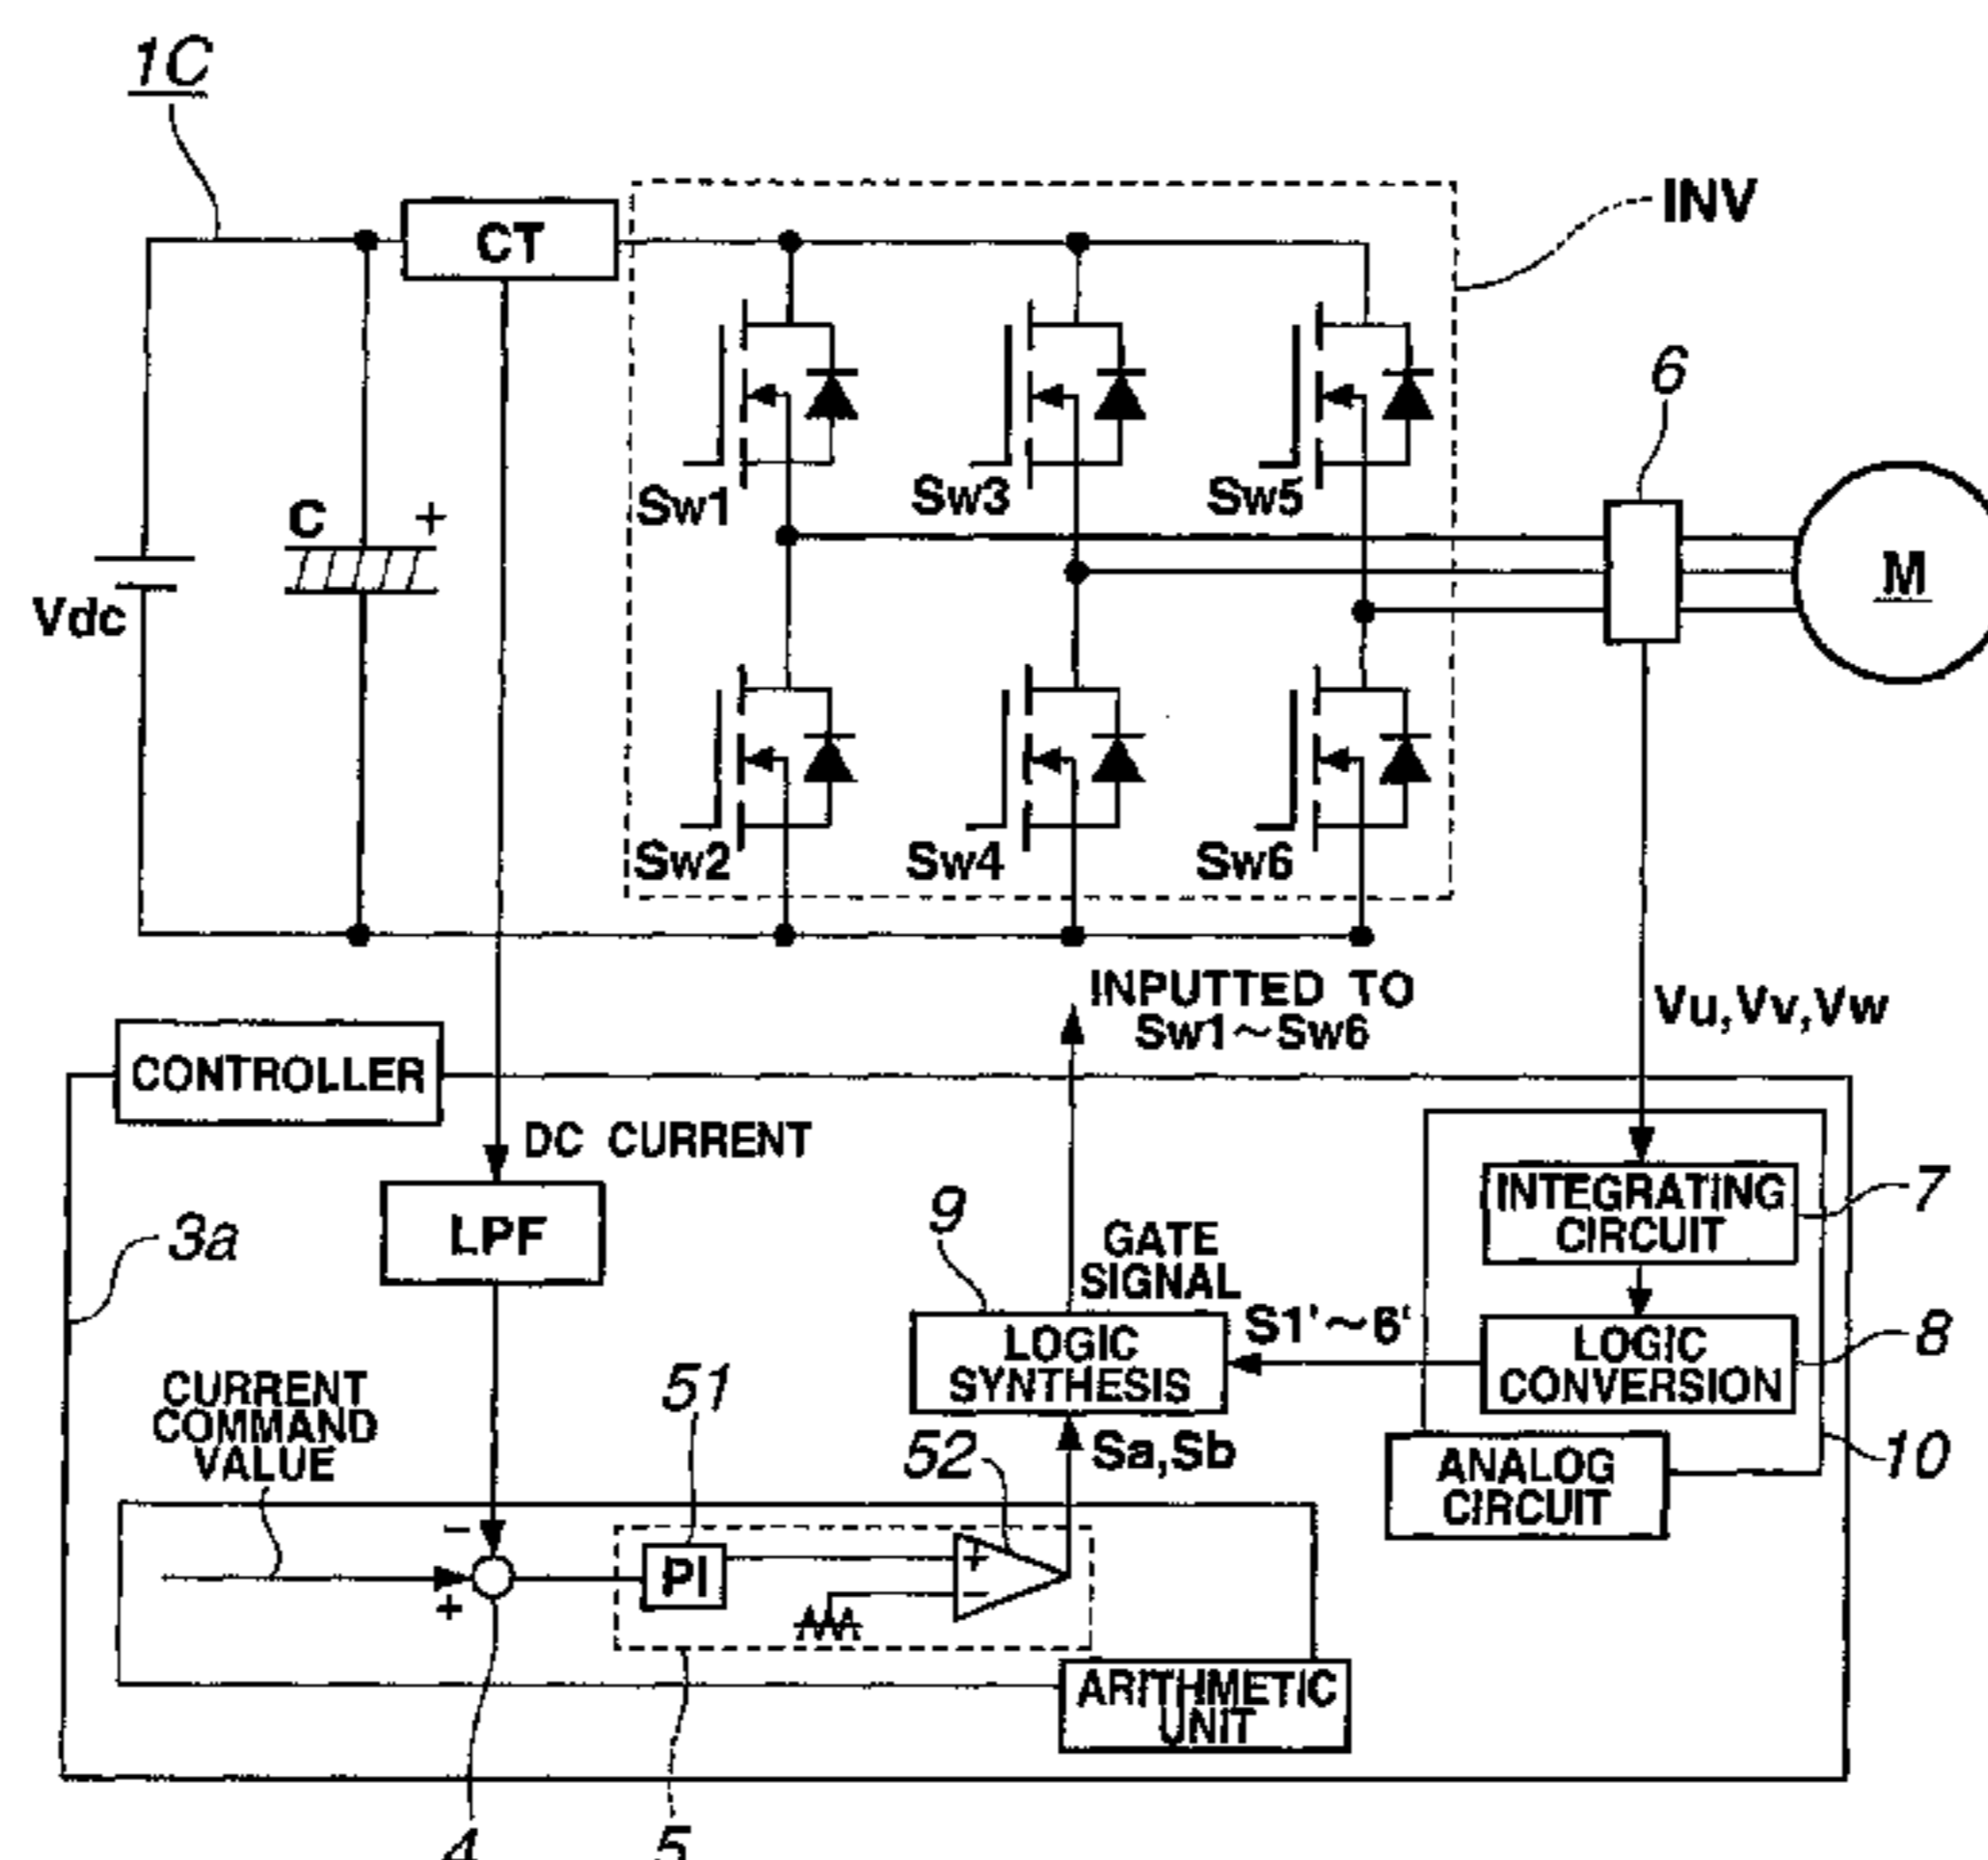 1C
CT
INV
6
C +
Vdc
Sw1
Sw3
Sw5
M
Sw2
Sw4
Sw6
INPUTTED TO
Sw1~Sw6
Vu,Vv,Vw
CONTROLLER
DC CURRENT
LPF
3a
9
GATE
SIGNAL
INTEGRATING
CIRCUIT
7
LOGIC
SYNTHESIS
S1'~6'
LOGIC
CONVERSION
8
CURRENT
COMMAND
VALUE
51
52
Sa,Sb
ANALOG
CIRCUIT
10
−
+
PI
+
−
ARITHMETIC
UNIT
4
5